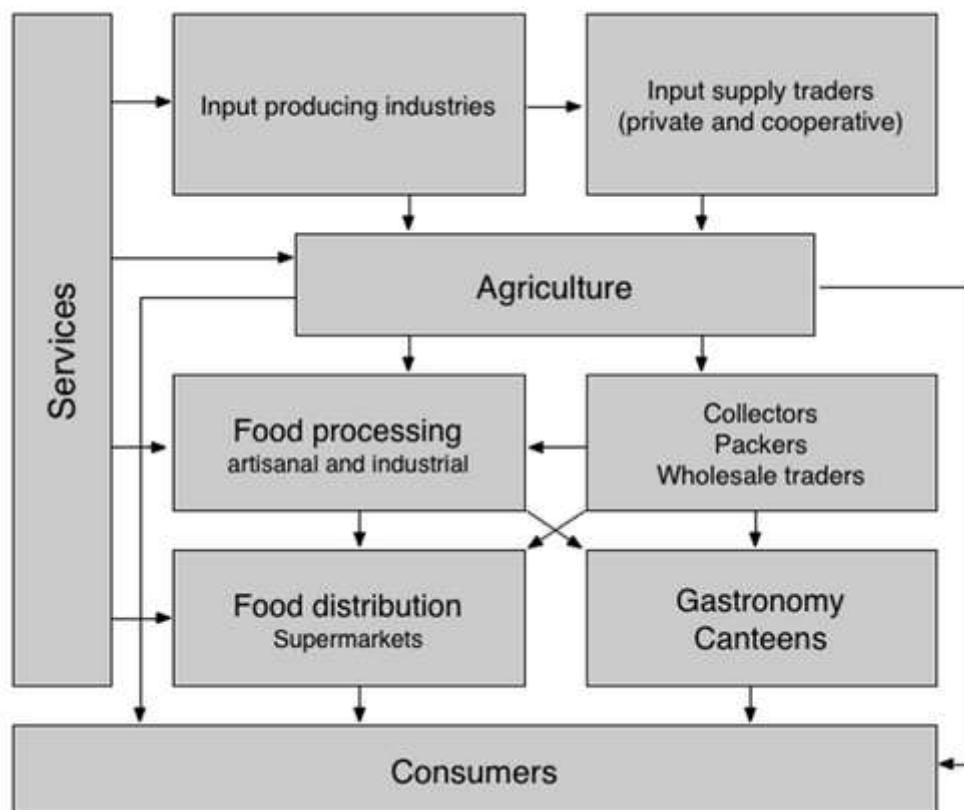 Services
Input producing industries
Input supply traders
(private and cooperative)
Agriculture
Food processing
artisanal and industrial
Collectors
Packers
Wholesale traders
Food distribution
Supermarkets
Gastronomy
Canteens
Consumers